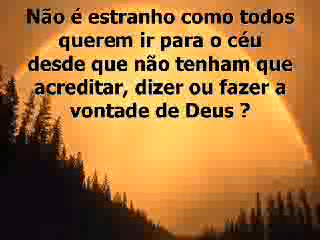 Não é estranho como todos
querem ir para o céu
desde que não tenham que
acreditar, dizer ou fazer a
vontade de Deus ?